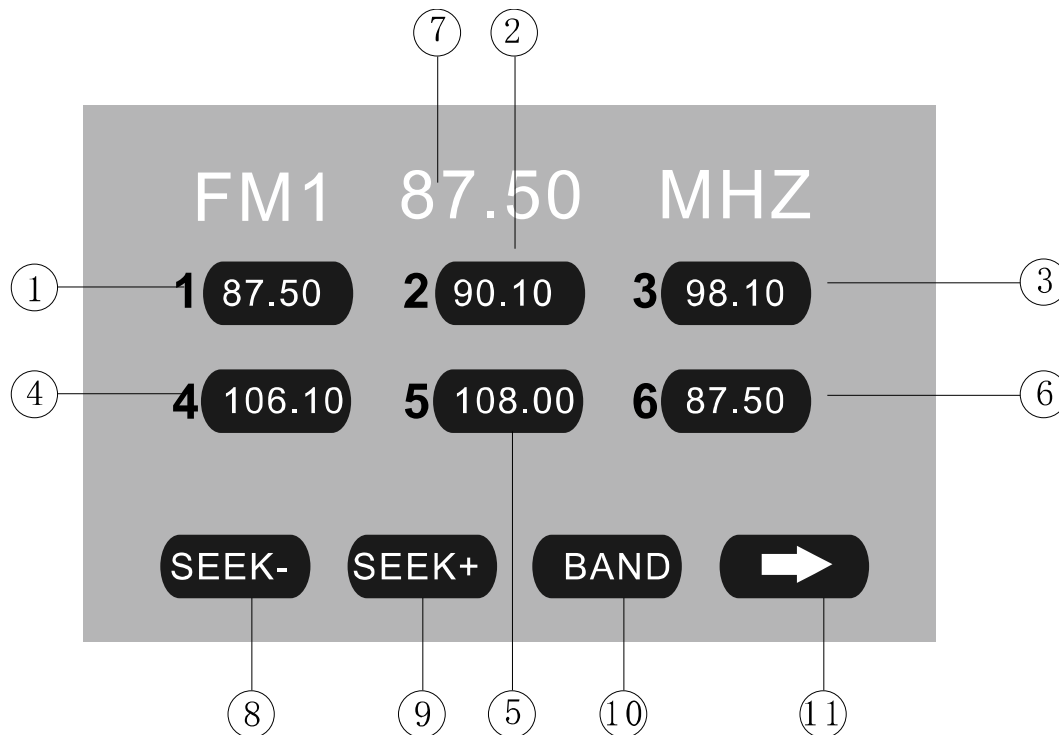 ⑦ ②
FM1 87.50 MHZ
① 1 87.50 2 90.10 3 98.10 ③
④ 4 106.10 5 108.00 6 87.50 ⑥
SEEK- SEEK+ BAND
⑧ ⑨ ⑤ ⑩ ⑪